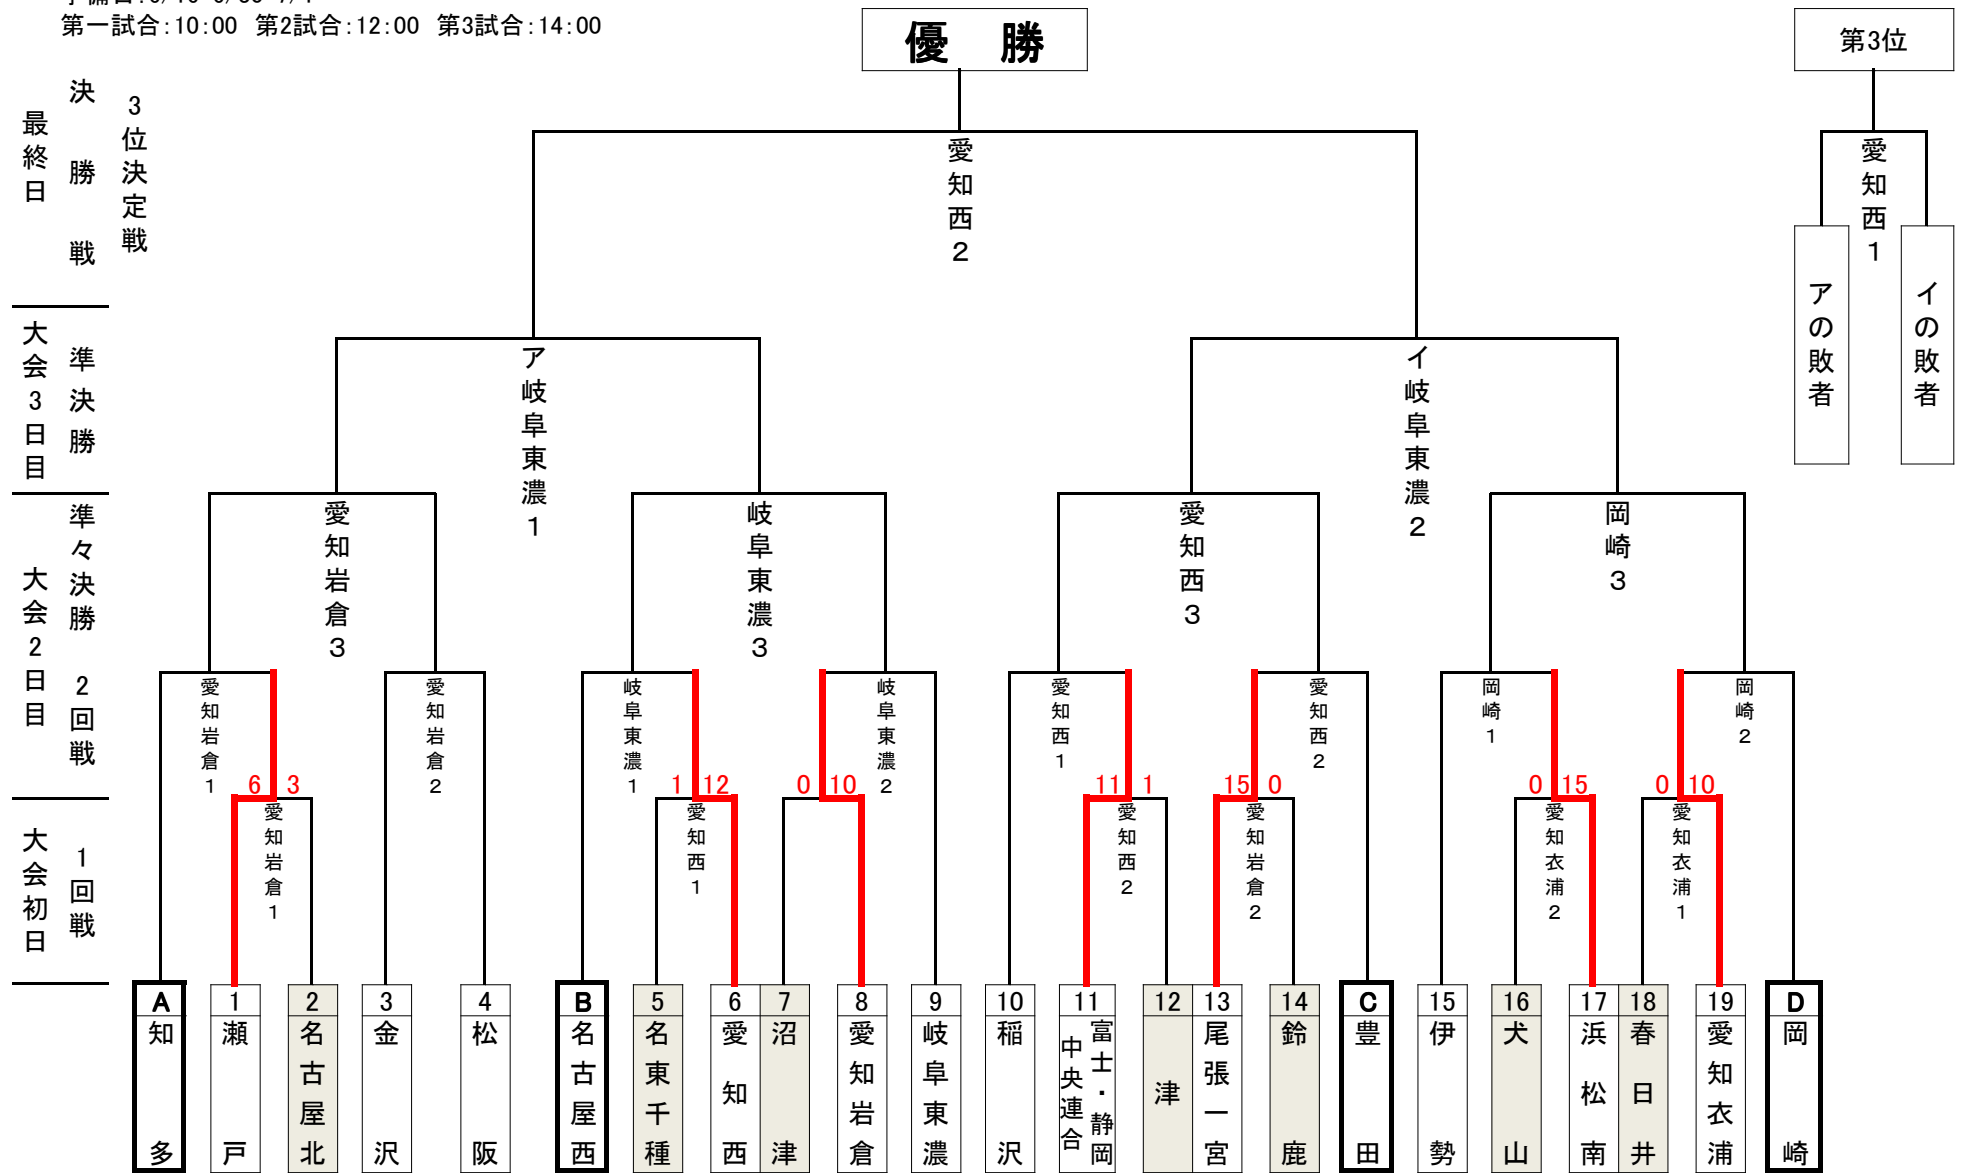 第一試合:10:00 第2試合:12:00 第3試合:14:00
優 勝
第3位
最終日
決勝戦
3位決定戦
愛知西2
愛知西1
アの敗者
イの敗者
大会3日目
準決勝
ア岐阜東濃1
イ岐阜東濃2
大会2日目
準々決勝
2回戦
愛知岩倉3
岐阜東濃3
愛知西3
岡崎3
愛知岩倉1
愛知岩倉2
岐阜東濃1
岐阜東濃2
愛知西1
愛知西2
岡崎1
岡崎2
6 3
1 12
0 10
11 1
15 0
0 15
0 10
大会初日
1回戦
愛知岩倉1
愛知西1
愛知西2
愛知岩倉2
愛知衣浦2
愛知衣浦1
A 知多
1 瀬戸
2 名古屋北
3 金沢
4 松阪
B 名古屋西
5 名東千種
6 愛知西
7 沼津
8 愛知岩倉
9 岐阜東濃
10 稲沢
11 富士・静岡中央連合
12 津
13 尾張一宮
14 鈴鹿
C 豊田
15 伊勢
16 犬山
17 浜松南
18 春日井
19 愛知衣浦
D 岡崎